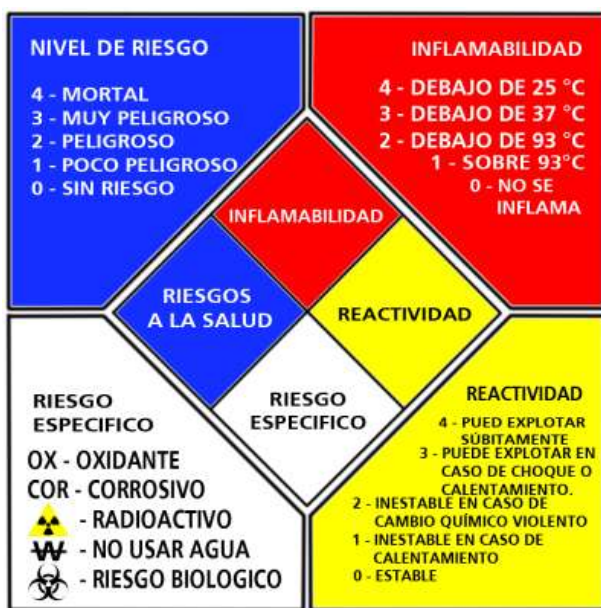 NIVEL DE RIESGO
4 - MORTAL
3 - MUY PELIGROSO
2 - PELIGROSO
1 - POCO PELIGROSO
0 - SIN RIESGO
INFLAMABILIDAD
4 - DEBAJO DE 25 °C
3 - DEBAJO DE 37 °C
2 - DEBAJO DE 93 °C
1 - SOBRE 93°C
0 - NO SE
INFLAMA
INFLAMABILIDAD
RIESGOS
A LA SALUD
REACTIVIDAD
RIESGO
ESPECIFICO
RIESGO
ESPECIFICO
OX - OXIDANTE
COR - CORROSIVO
- RADIOACTIVO
W - NO USAR AGUA
- RIESGO BIOLOGICO
REACTIVIDAD
4 - PUED EXPLOTAR
SÚBITAMENTE
3 - PUEDE EXPLOTAR EN
CASO DE CHOQUE O
CALENTAMIENTO.
2 - INESTABLE EN CASO DE
CAMBIO QUÍMICO VIOLENTO
1 - INESTABLE EN CASO DE
CALENTAMIENTO
0 - ESTABLE